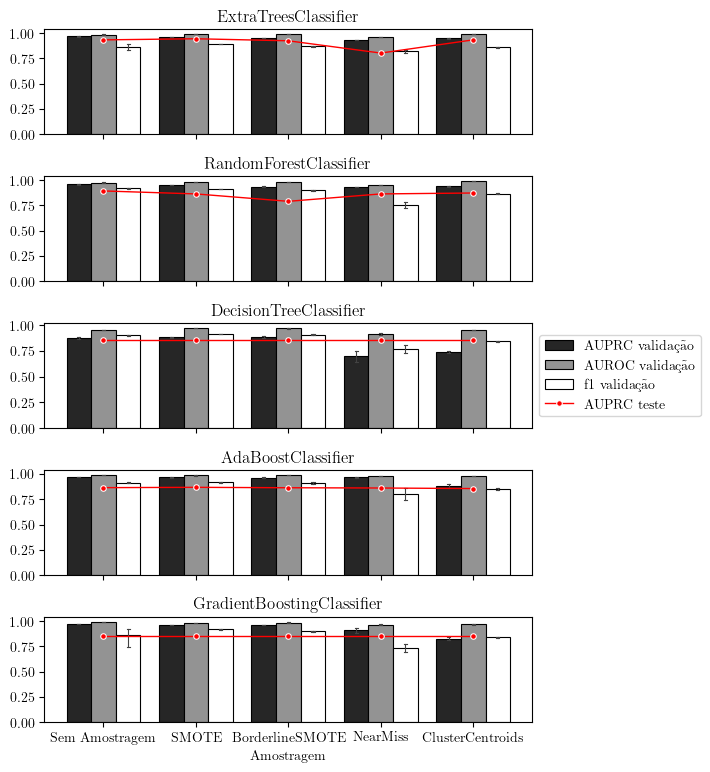 ExtraTreesClassifier
1.00
0.75
0.50
0.25
0.00
RandomForestClassifier
1.00
0.75
0.50
0.25
0.00
DecisionTreeClassifier
1.00
0.75
0.50
0.25
0.00
AUPRC validação
AUROC validação
f1 validação
AUPRC teste
AdaBoostClassifier
1.00
0.75
0.50
0.25
0.00
GradientBoostingClassifier
1.00
0.75
0.50
0.25
0.00
Sem Amostragem SMOTE BorderlineSMOTE NearMiss ClusterCentroids
Amostragem